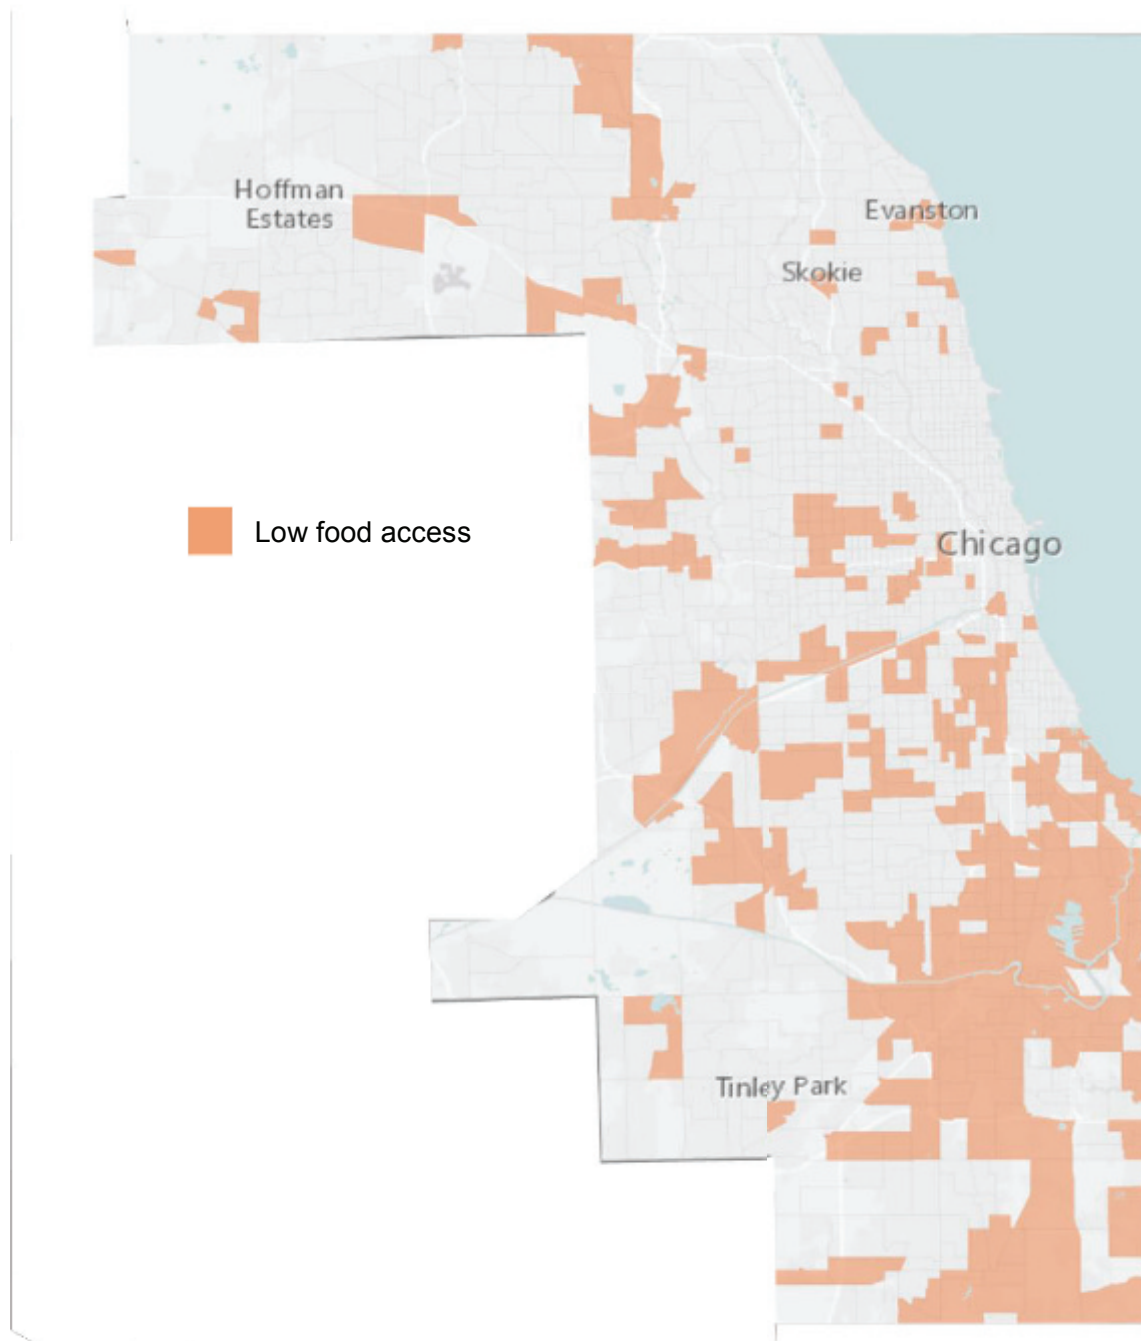 Hoffman
Estates
Evanston
Skokie
Low food access
Chicago
Tinley Park